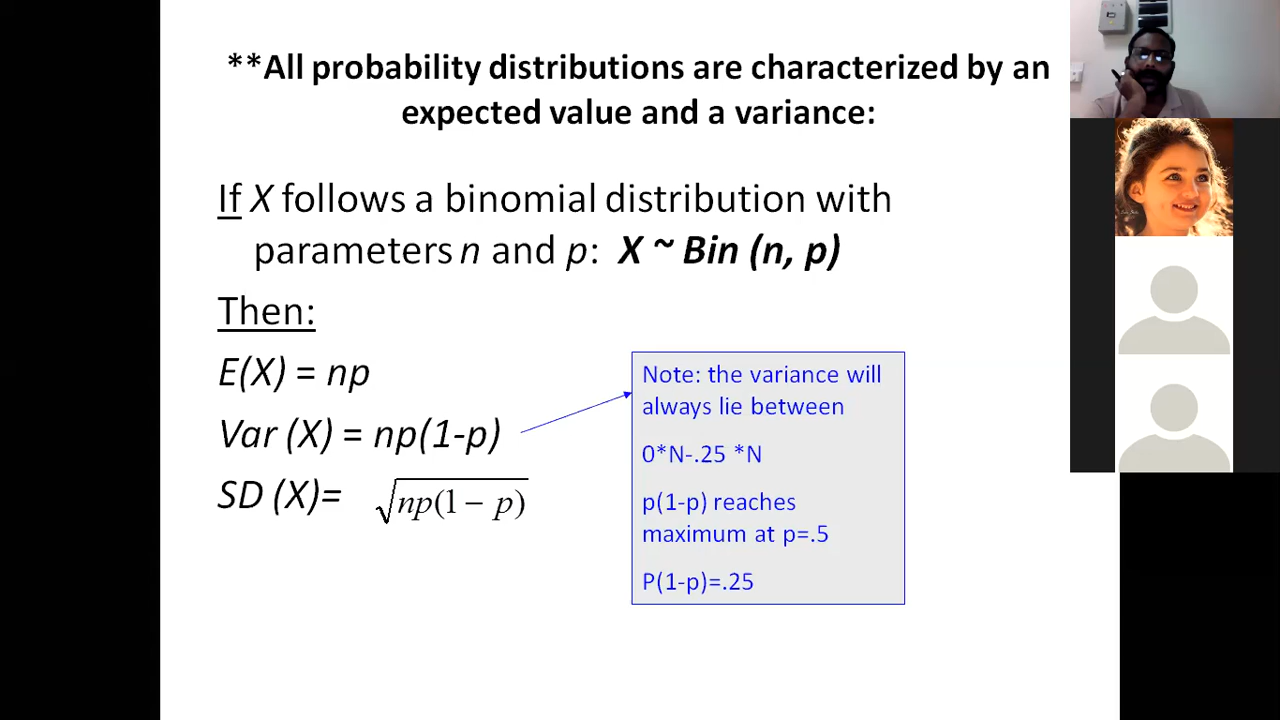 **All probability distributions are characterized by an
expected value and a variance:
If X follows a binomial distribution with
parameters n and p: X ~ Bin (n, p)
Then:
E(X) = np
Var (X) = np(1-p)
SD (X)= √np(1 − p)
Note: the variance will
always lie between
0*N-.25 *N
p(1-p) reaches
maximum at p=.5
P(1-p)=.25